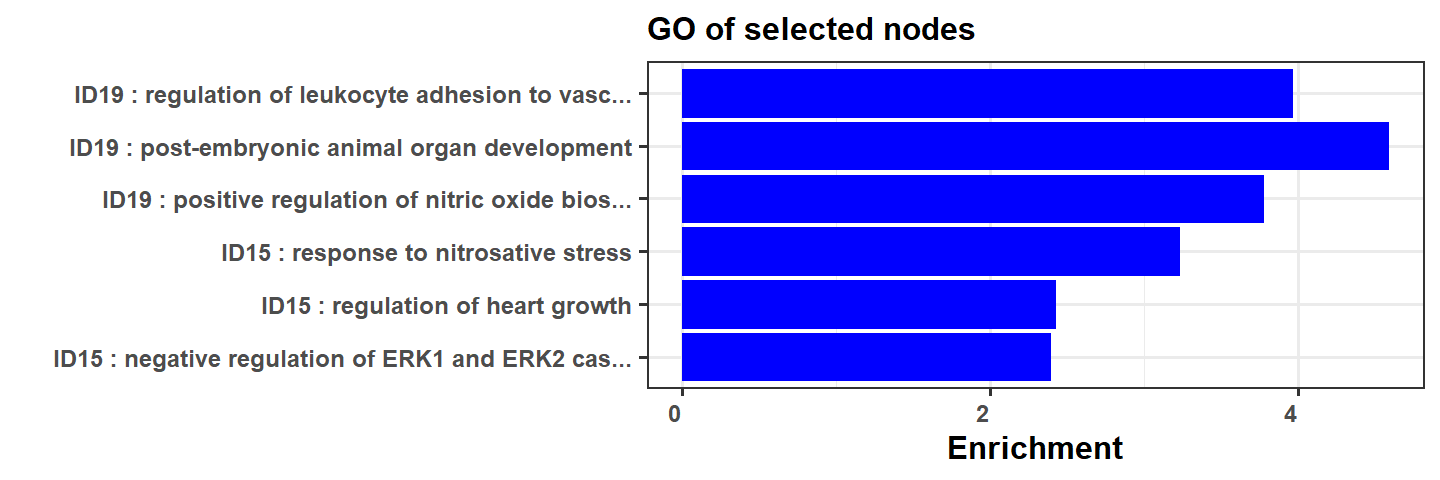 GO of selected nodes
ID19 : regulation of leukocyte adhesion to vasc...
ID19 : post-embryonic animal organ development
ID19 : positive regulation of nitric oxide bios...
ID15 : response to nitrosative stress
ID15 : regulation of heart growth
ID15 : negative regulation of ERK1 and ERK2 cas...
0 2 4
Enrichment